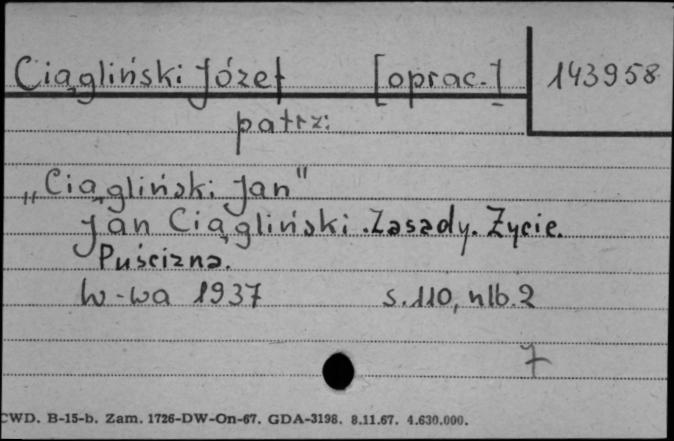 Ciągliński Józef [oprac.] 143958
patrz:
„Ciągliński Jan"
Jan Ciągliński. Zasady. Życie.
Puścizna.
W-wa 1937 s. 110, nlb. 2
7
CWD. B-15-b. Zam. 1726-DW-On-67. GDA-3198. 8.11.67. 4.630.000.